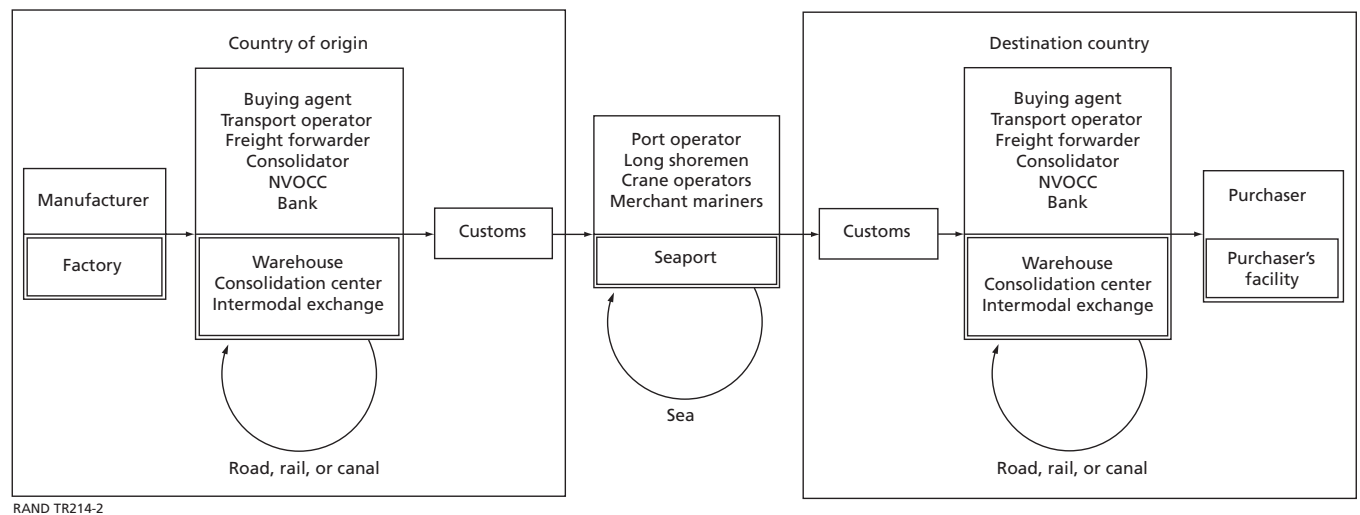 Country of origin
Manufacturer
Factory
Buying agent
Transport operator
Freight forwarder
Consolidator
NVOCC
Bank
Warehouse
Consolidation center
Intermodal exchange
Road, rail, or canal
Customs
Port operator
Long shoremen
Crane operators
Merchant mariners
Seaport
Sea
Destination country
Customs
Buying agent
Transport operator
Freight forwarder
Consolidator
NVOCC
Bank
Warehouse
Consolidation center
Intermodal exchange
Road, rail, or canal
Purchaser
Purchaser’s
facility
RAND TR214-2